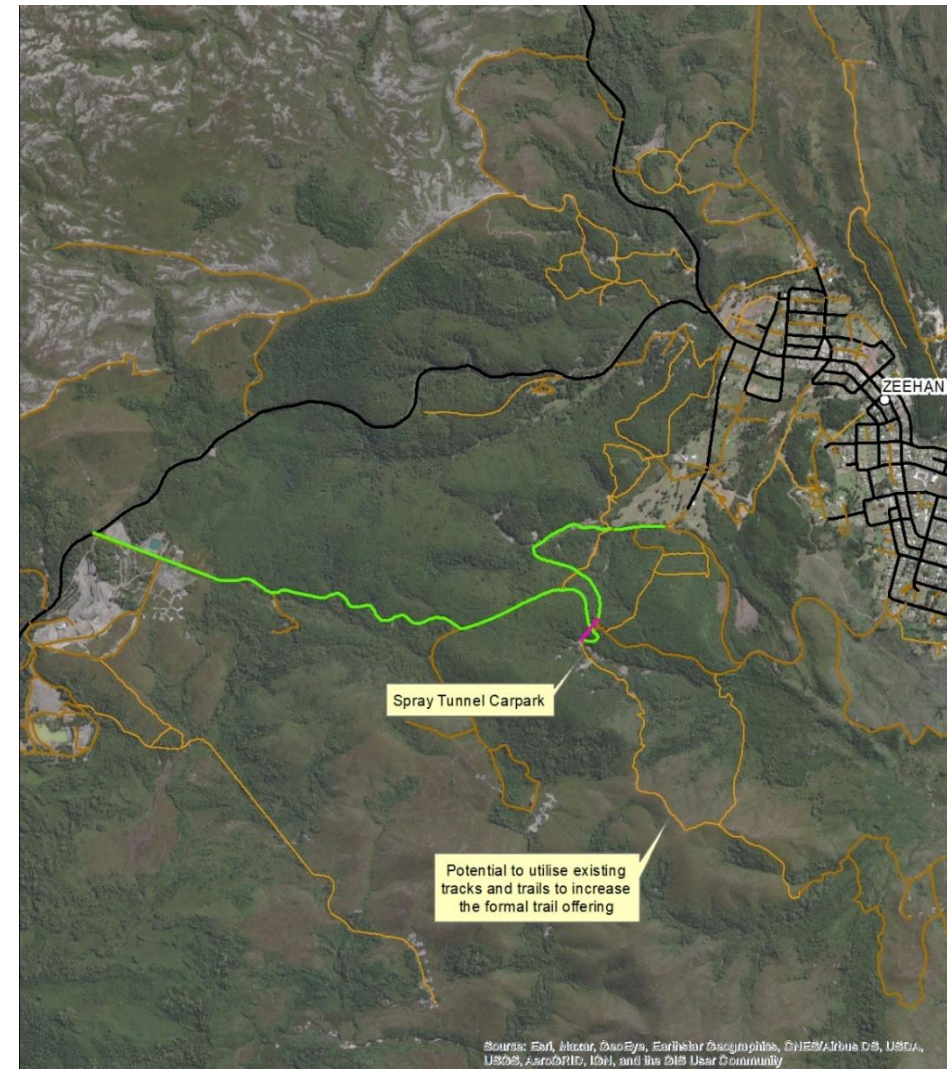 ZEEHAN
Spray Tunnel Carpark
Potential to utilise existing
tracks and trails to increase
the formal trail offering
Source: Esri, Maxar, GeoEye, Earthstar Geographics, CNES/Airbus DS, USDA,
USGS, AeroGRID, IGN, and the GIS User Community